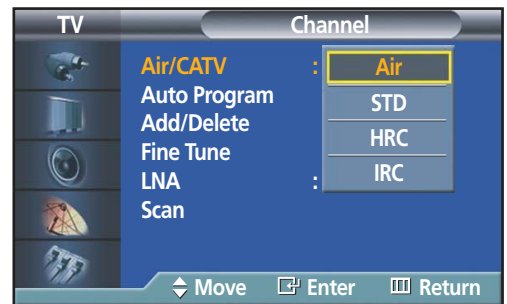 TV Channel
Air/CATV : Air
Auto Program STD
Add/Delete HRC
Fine Tune IRC
LNA :
Scan
Move Enter Return